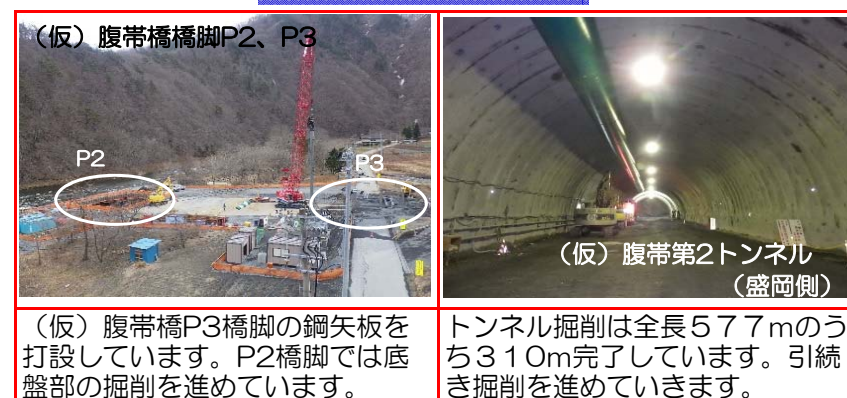 （仮）腹帯橋橋脚P2、P3
P2
P3
（仮）腹帯第2トンネル
（盛岡側）
（仮）腹帯橋P3橋脚の鋼矢板を
打設しています。P2橋脚では底
盤部の掘削を進めています。
トンネル掘削は全長５７７mのう
ち３１０m完了しています。引続
き掘削を進めていきます。